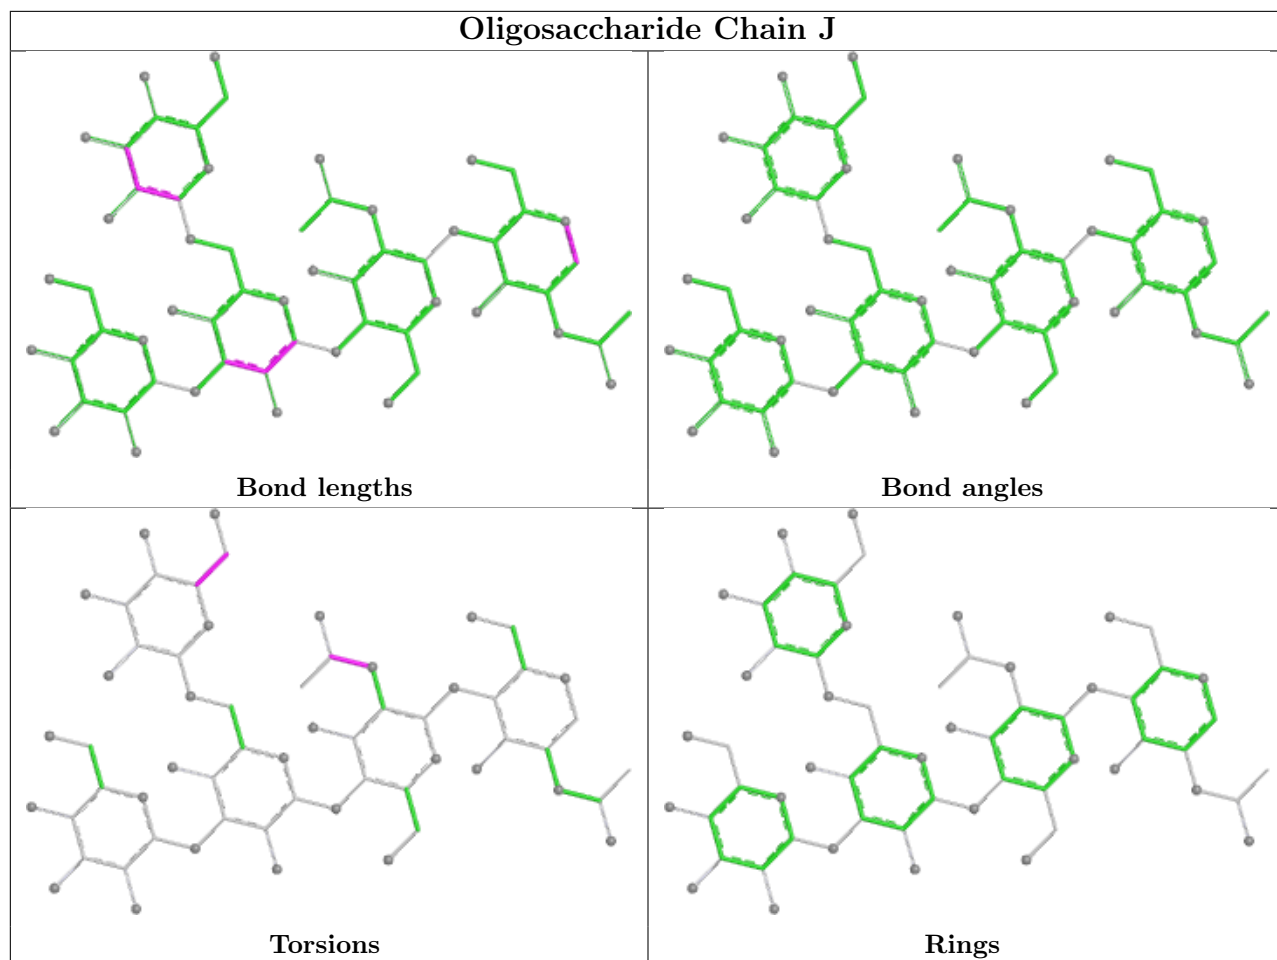 Oligosaccharide Chain J
Bond lengths
Bond angles
Torsions
Rings